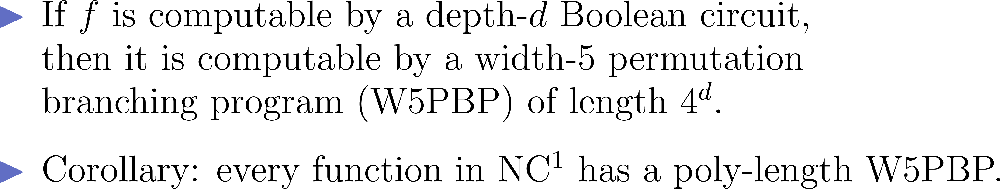 ▶ If f is computable by a depth-d Boolean circuit,
then it is computable by a width-5 permutation
branching program (W5PBP) of length 4^d.
▶ Corollary: every function in NC^1 has a poly-length W5PBP.